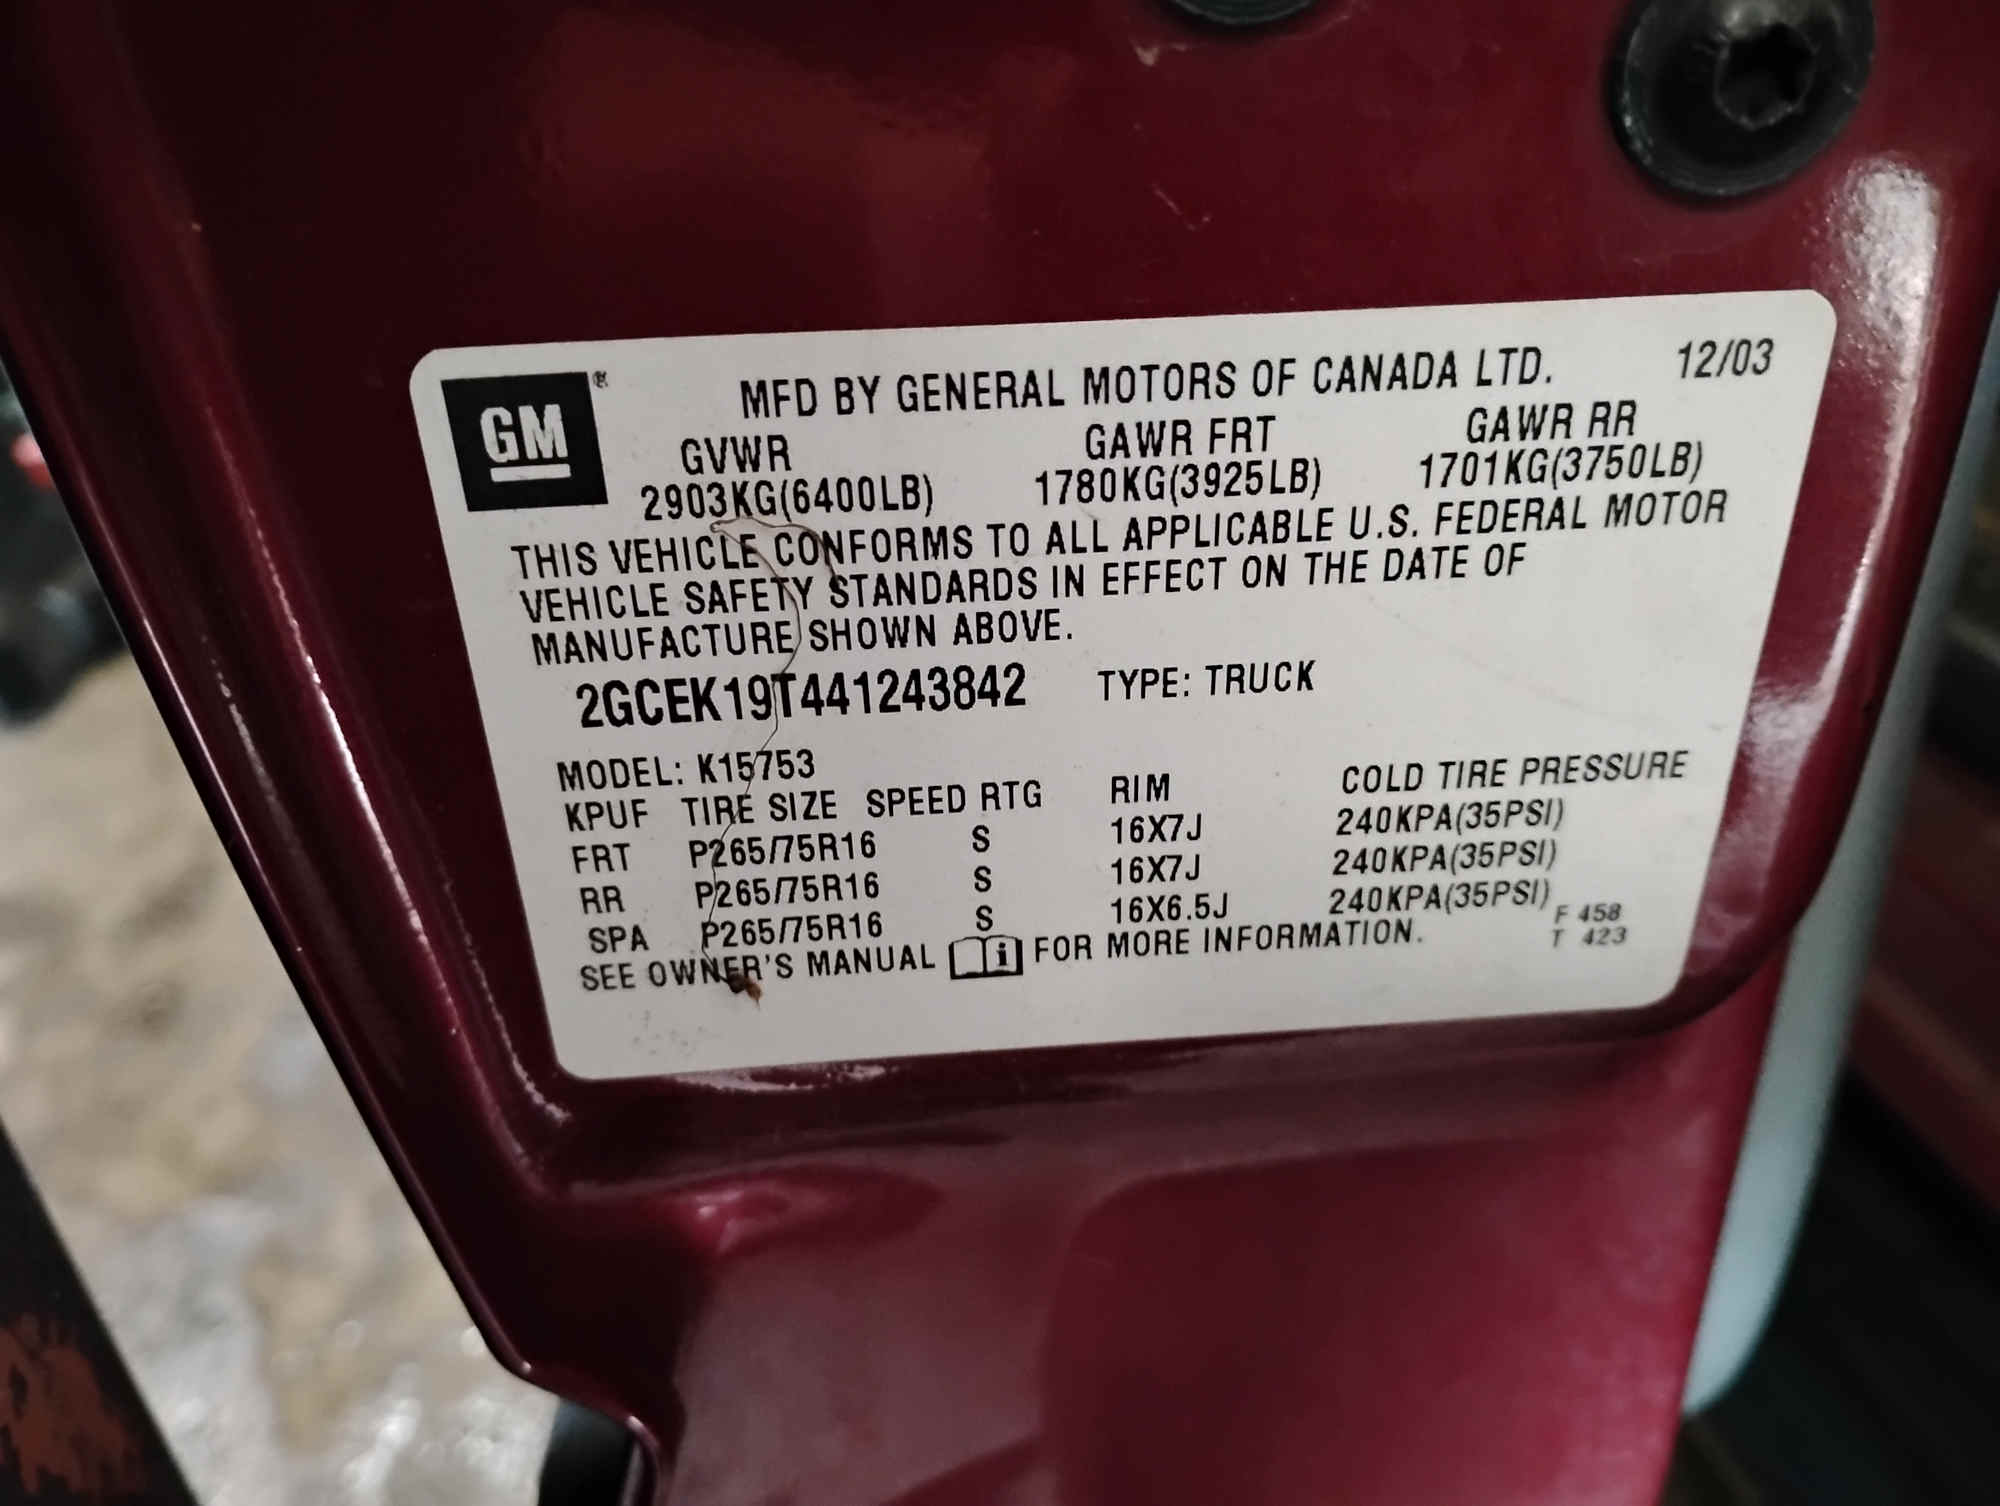 GM ®
MFD BY GENERAL MOTORS OF CANADA LTD. 12/03
GVWR GAWR FRT GAWR RR
2903KG(6400LB) 1780KG(3925LB) 1701KG(3750LB)
THIS VEHICLE CONFORMS TO ALL APPLICABLE U.S. FEDERAL MOTOR
VEHICLE SAFETY STANDARDS IN EFFECT ON THE DATE OF
MANUFACTURE SHOWN ABOVE.
2GCEK19T441243842 TYPE: TRUCK
MODEL: K15753
KPUF TIRE SIZE SPEED RTG RIM COLD TIRE PRESSURE
FRT P265/75R16 S 16X7J 240KPA(35PSI)
RR P265/75R16 S 16X7J 240KPA(35PSI)
SPA P265/75R16 S 16X6.5J 240KPA(35PSI)
SEE OWNER'S MANUAL i FOR MORE INFORMATION.
F 458
T 423